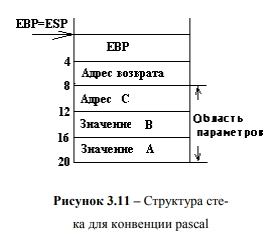 EBP=ESP
EBP
4
Адрес возврата
8
Адрес C
12
Значение B
Область
параметров
16
Значение A
20
Рисунок 3.11 – Структура сте-
ка для конвенции pascal